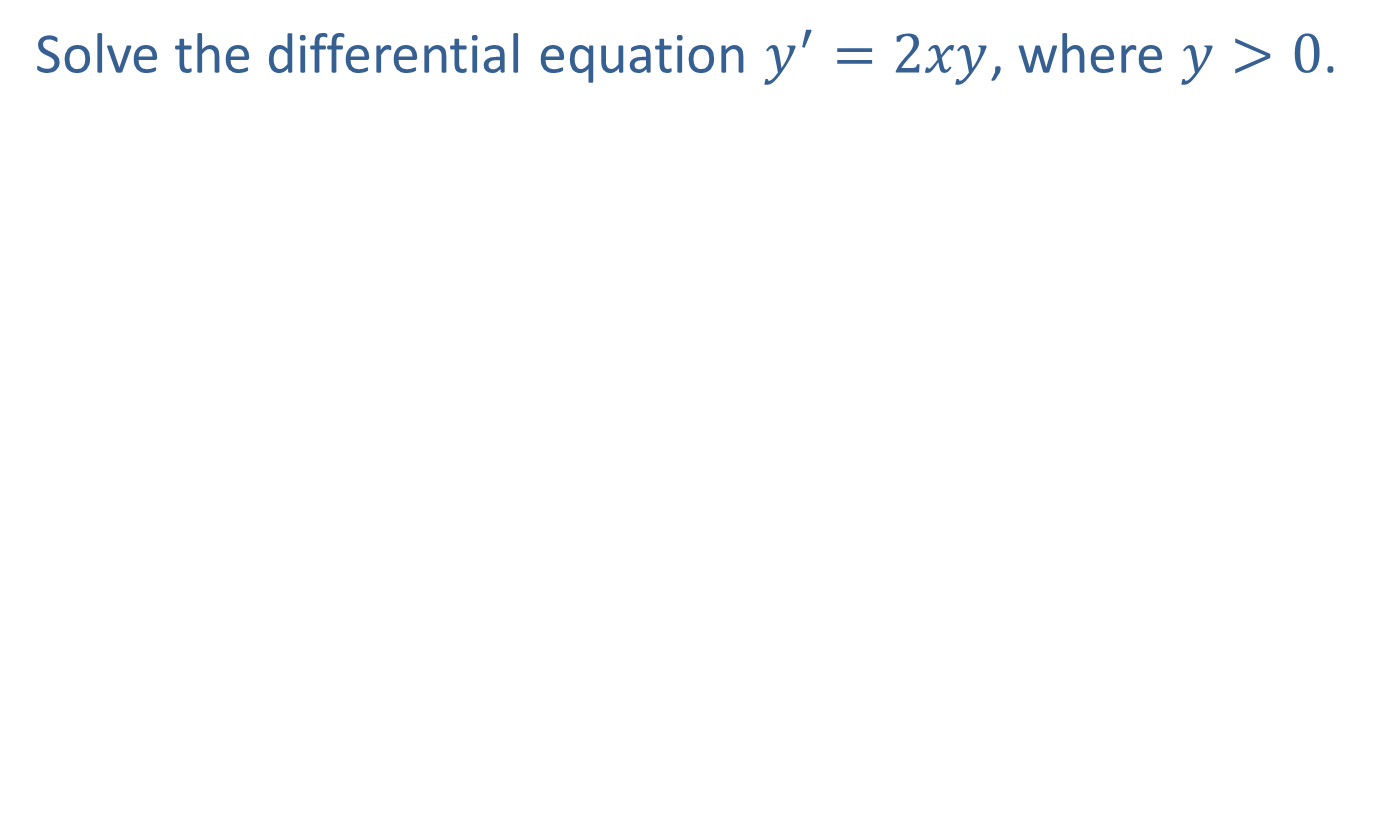 Solve the differential equation y′ = 2xy, where y > 0.